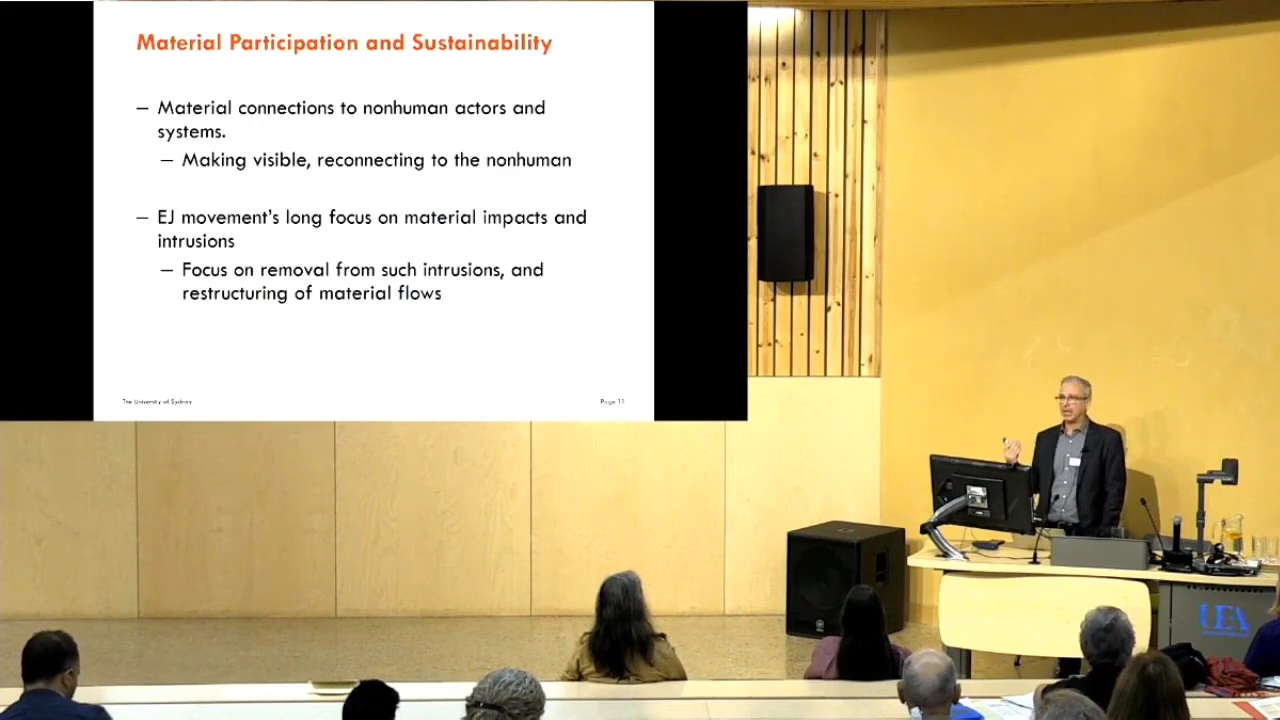 Material Participation and Sustainability
– Material connections to nonhuman actors and
systems.
– Making visible, reconnecting to the nonhuman
– EJ movement's long focus on material impacts and
intrusions
– Focus on removal from such intrusions, and
restructuring of material flows
The University of Sydney
Page 11
UEA